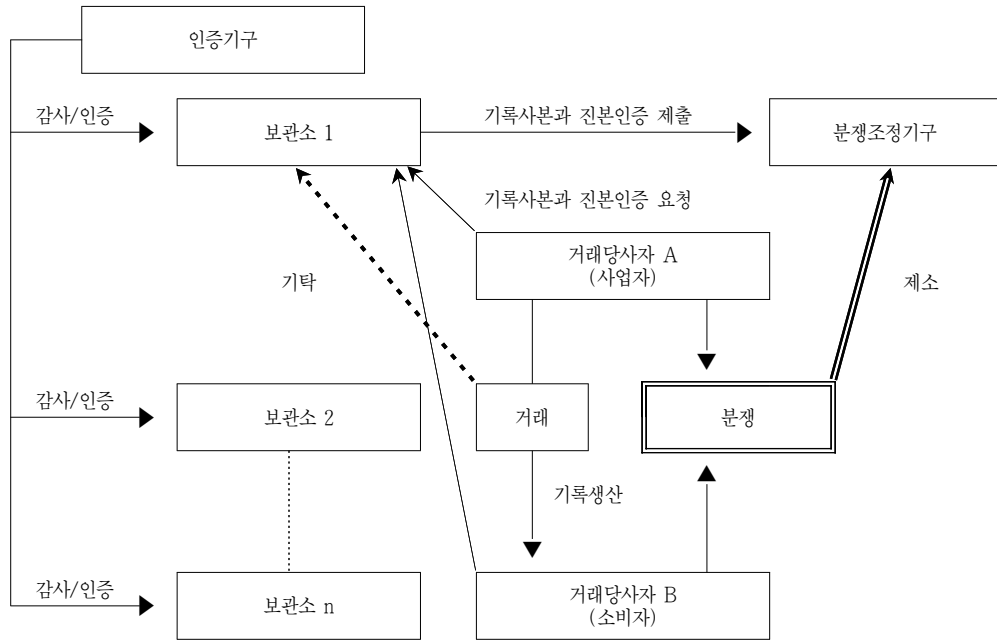 인증기구
감사/인증
보관소 1
기록사본과 진본인증 제출
분쟁조정기구
기록사본과 진본인증 요청
거래당사자 A
(사업자)
기탁
제소
감사/인증
보관소 2
거래
분쟁
기록생산
감사/인증
보관소 n
거래당사자 B
(소비자)